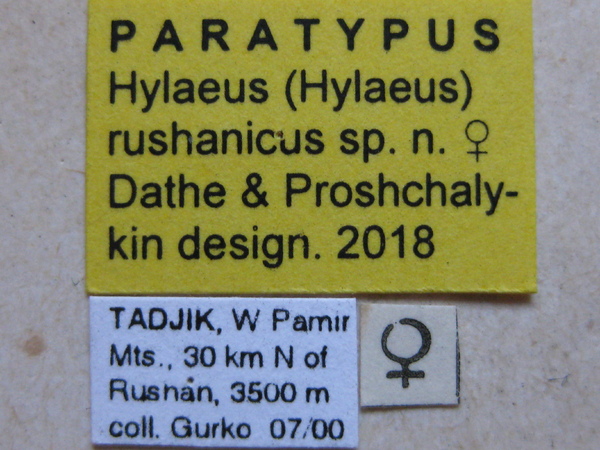 PARATYPUS
Hylaeus (Hylaeus)
rushanicus sp. n. ♀
Dathe & Proshchaly-
kin design. 2018
TADJIK, W Pamir
Mts., 30 km N of
Rushan, 3500 m
coll. Gurko 07/00
♀